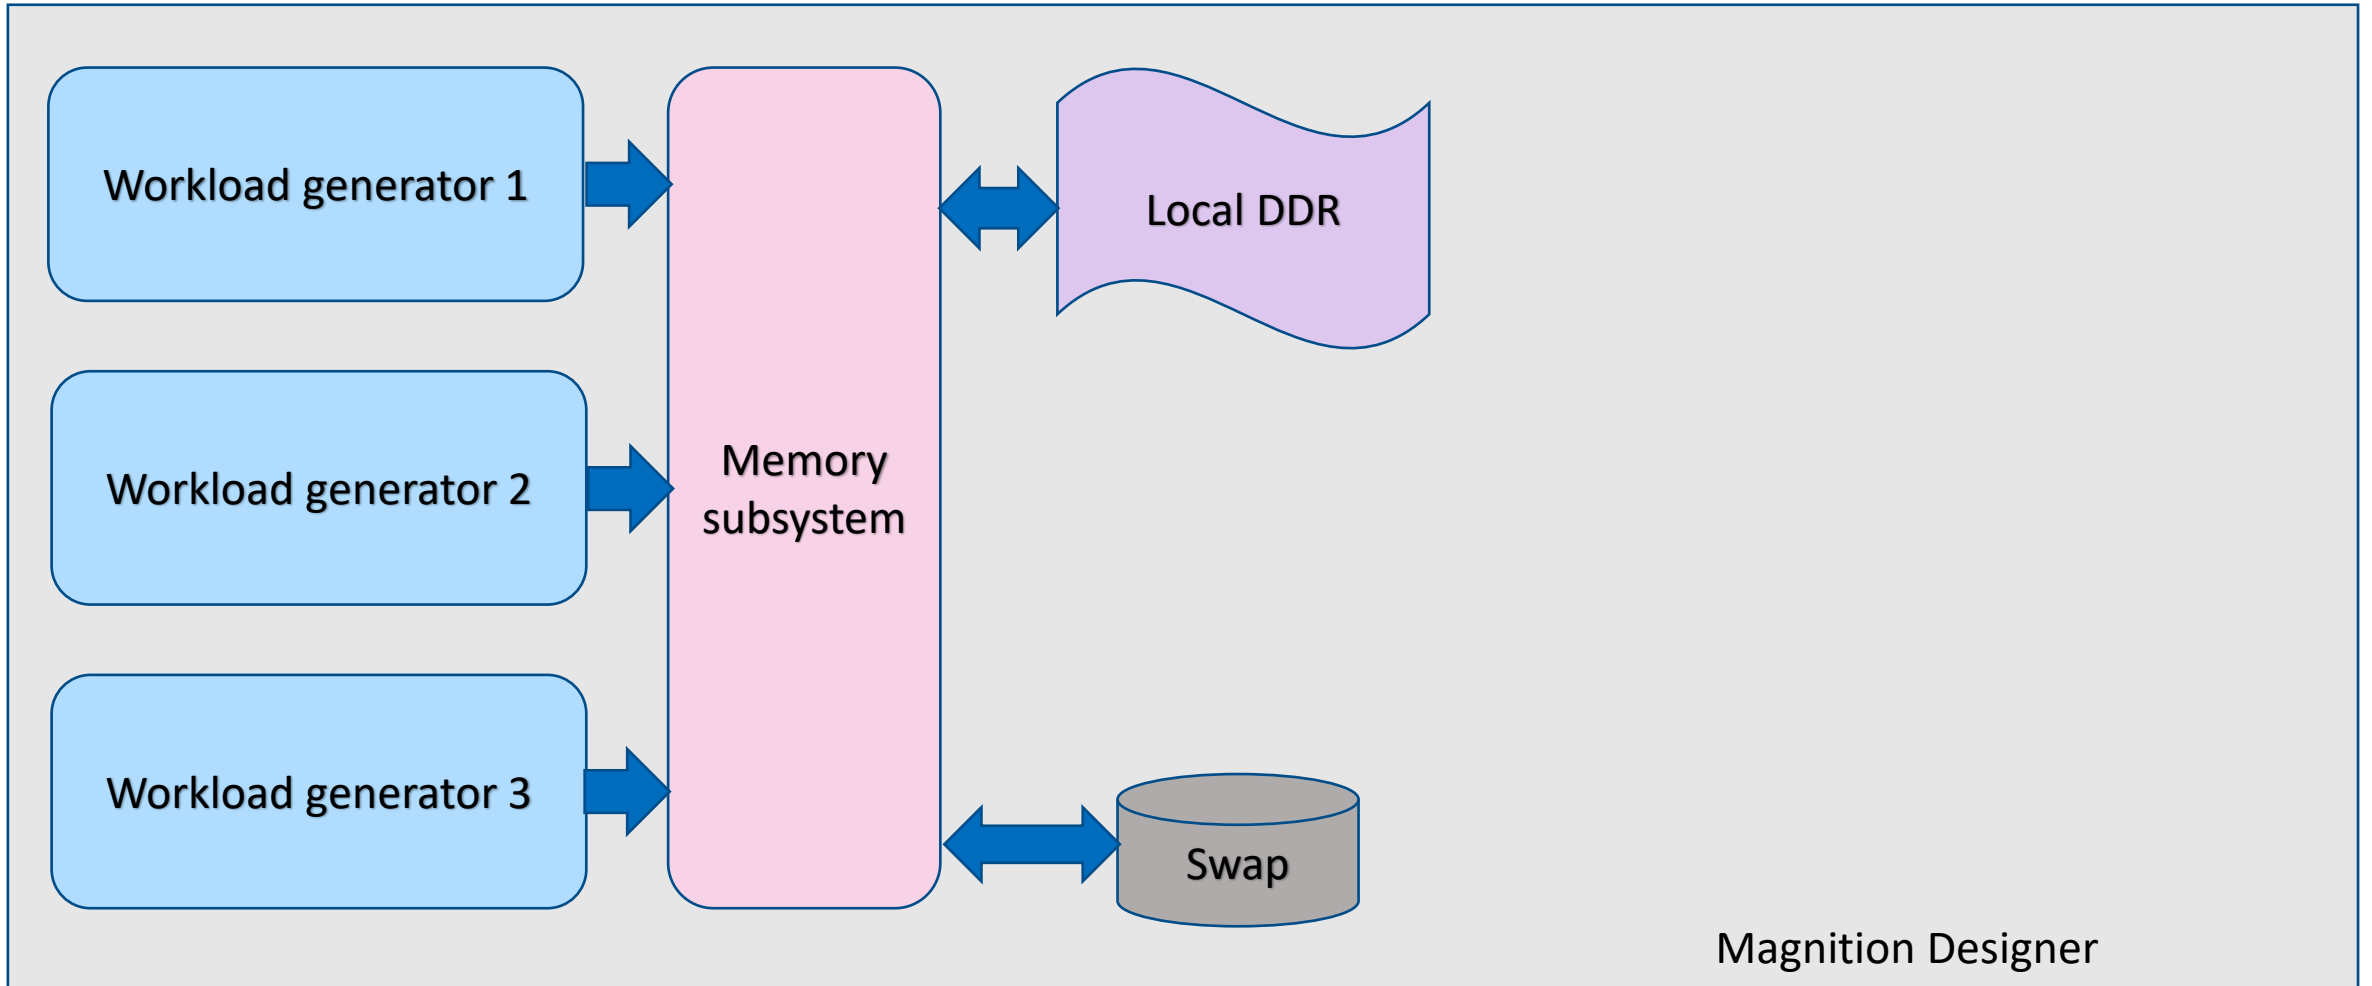 Workload generator 1
Local DDR
Memory
subsystem
Workload generator 2
Workload generator 3
Swap
Magnition Designer